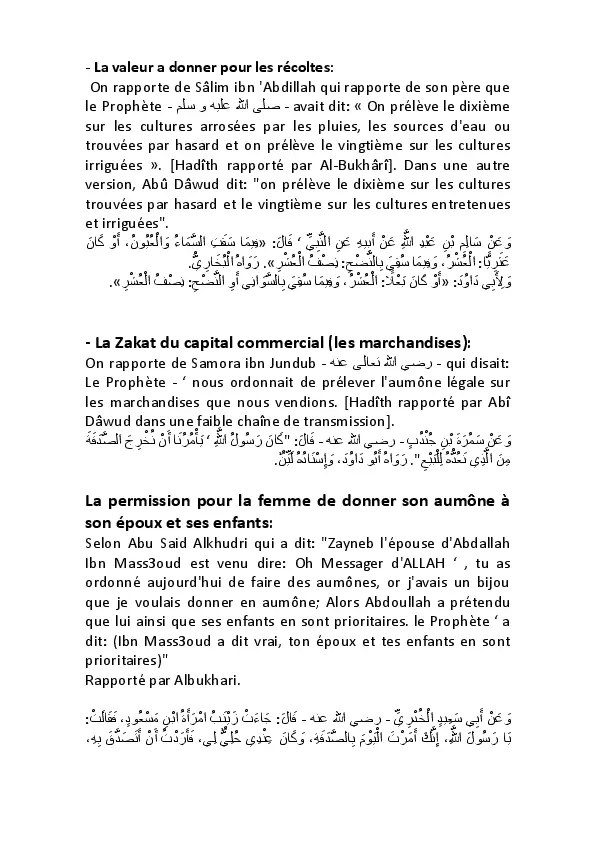 - La valeur a donner pour les récoltes:
On rapporte de Sâlim ibn 'Abdillah qui rapporte de son père que
le Prophète - صلى الله عليه و سلم - avait dit: « On prélève le dixième
sur les cultures arrosées par les pluies, les sources d'eau ou
trouvées par hasard et on prélève le vingtième sur les cultures
irriguées ». [Hadîth rapporté par Al-Bukhârî]. Dans une autre
version, Abû Dâwud dit: "on prélève le dixième sur les cultures
trouvées par hasard et le vingtième sur les cultures entretenues
et irriguées".
وَعَنْ سَالِمِ بْنِ عَبْدِ اللَّهِ عَنْ أَبِيهِ عَنِ النَّبِيِّ ‘ قَالَ: «فِيمَا سَقَتِ السَّمَاءُ وَالْعُيُونُ، أَوْ كَانَ
عَثَرِيًّا: الْعُشْرُ، وَفِيمَا سُقِيَ بِالنَّضْحِ: نِصْفُ الْعُشْرِ». رَوَاهُ الْبُخَارِيُّ.
وَلِأَبِي دَاوُدَ: «أَوْ كَانَ بَعْلًا: الْعُشْرُ، وَفِيمَا سُقِيَ بِالسَّوَانِي أَوِ النَّضْحِ: نِصْفُ الْعُشْرِ».
- La Zakat du capital commercial (les marchandises):
On rapporte de Samora ibn Jundub - رضي الله تعالى عنه - qui disait:
Le Prophète - ‘ nous ordonnait de prélever l'aumône légale sur
les marchandises que nous vendions. [Hadîth rapporté par Abî
Dâwud dans une faible chaîne de transmission].
وَعَنْ سَمُرَةَ بْنِ جُنْدُبٍ - رضي الله عنه - قَالَ: "كَانَ رَسُولُ اللَّهِ ‘ يَأْمُرُنَا أَنْ نُخْرِجَ الصَّدَقَةَ
مِنَ الَّذِي نَعُدُّهُ لِلْبَيْعِ". رَوَاهُ أَبُو دَاوُدَ، وَإِسْنَادُهُ لَيِّنٌ.
La permission pour la femme de donner son aumône à
son époux et ses enfants:
Selon Abu Said Alkhudri qui a dit: "Zayneb l'épouse d'Abdallah
Ibn Mass3oud est venu dire: Oh Messager d'ALLAH ‘ , tu as
ordonné aujourd'hui de faire des aumônes, or j'avais un bijou
que je voulais donner en aumône; Alors Abdoullah a prétendu
que lui ainsi que ses enfants en sont prioritaires. le Prophète ‘ a
dit: (Ibn Mass3oud a dit vrai, ton époux et tes enfants en sont
prioritaires)"
Rapporté par Albukhari.
وَعَنْ أَبِي سَعِيدٍ الْخُدْرِيِّ - رضي الله عنه - قَالَ: جَاءَتْ زَيْنَبُ امْرَأَةُ ابْنِ مَسْعُودٍ، فَقَالَتْ:
يَا رَسُولَ اللَّهِ، إِنَّكَ أَمَرْتَ الْيَوْمَ بِالصَّدَقَةِ، وَكَانَ عِنْدِي حُلِيٌّ لِي، فَأَرَدْتُ أَنْ أَتَصَدَّقَ بِهِ،